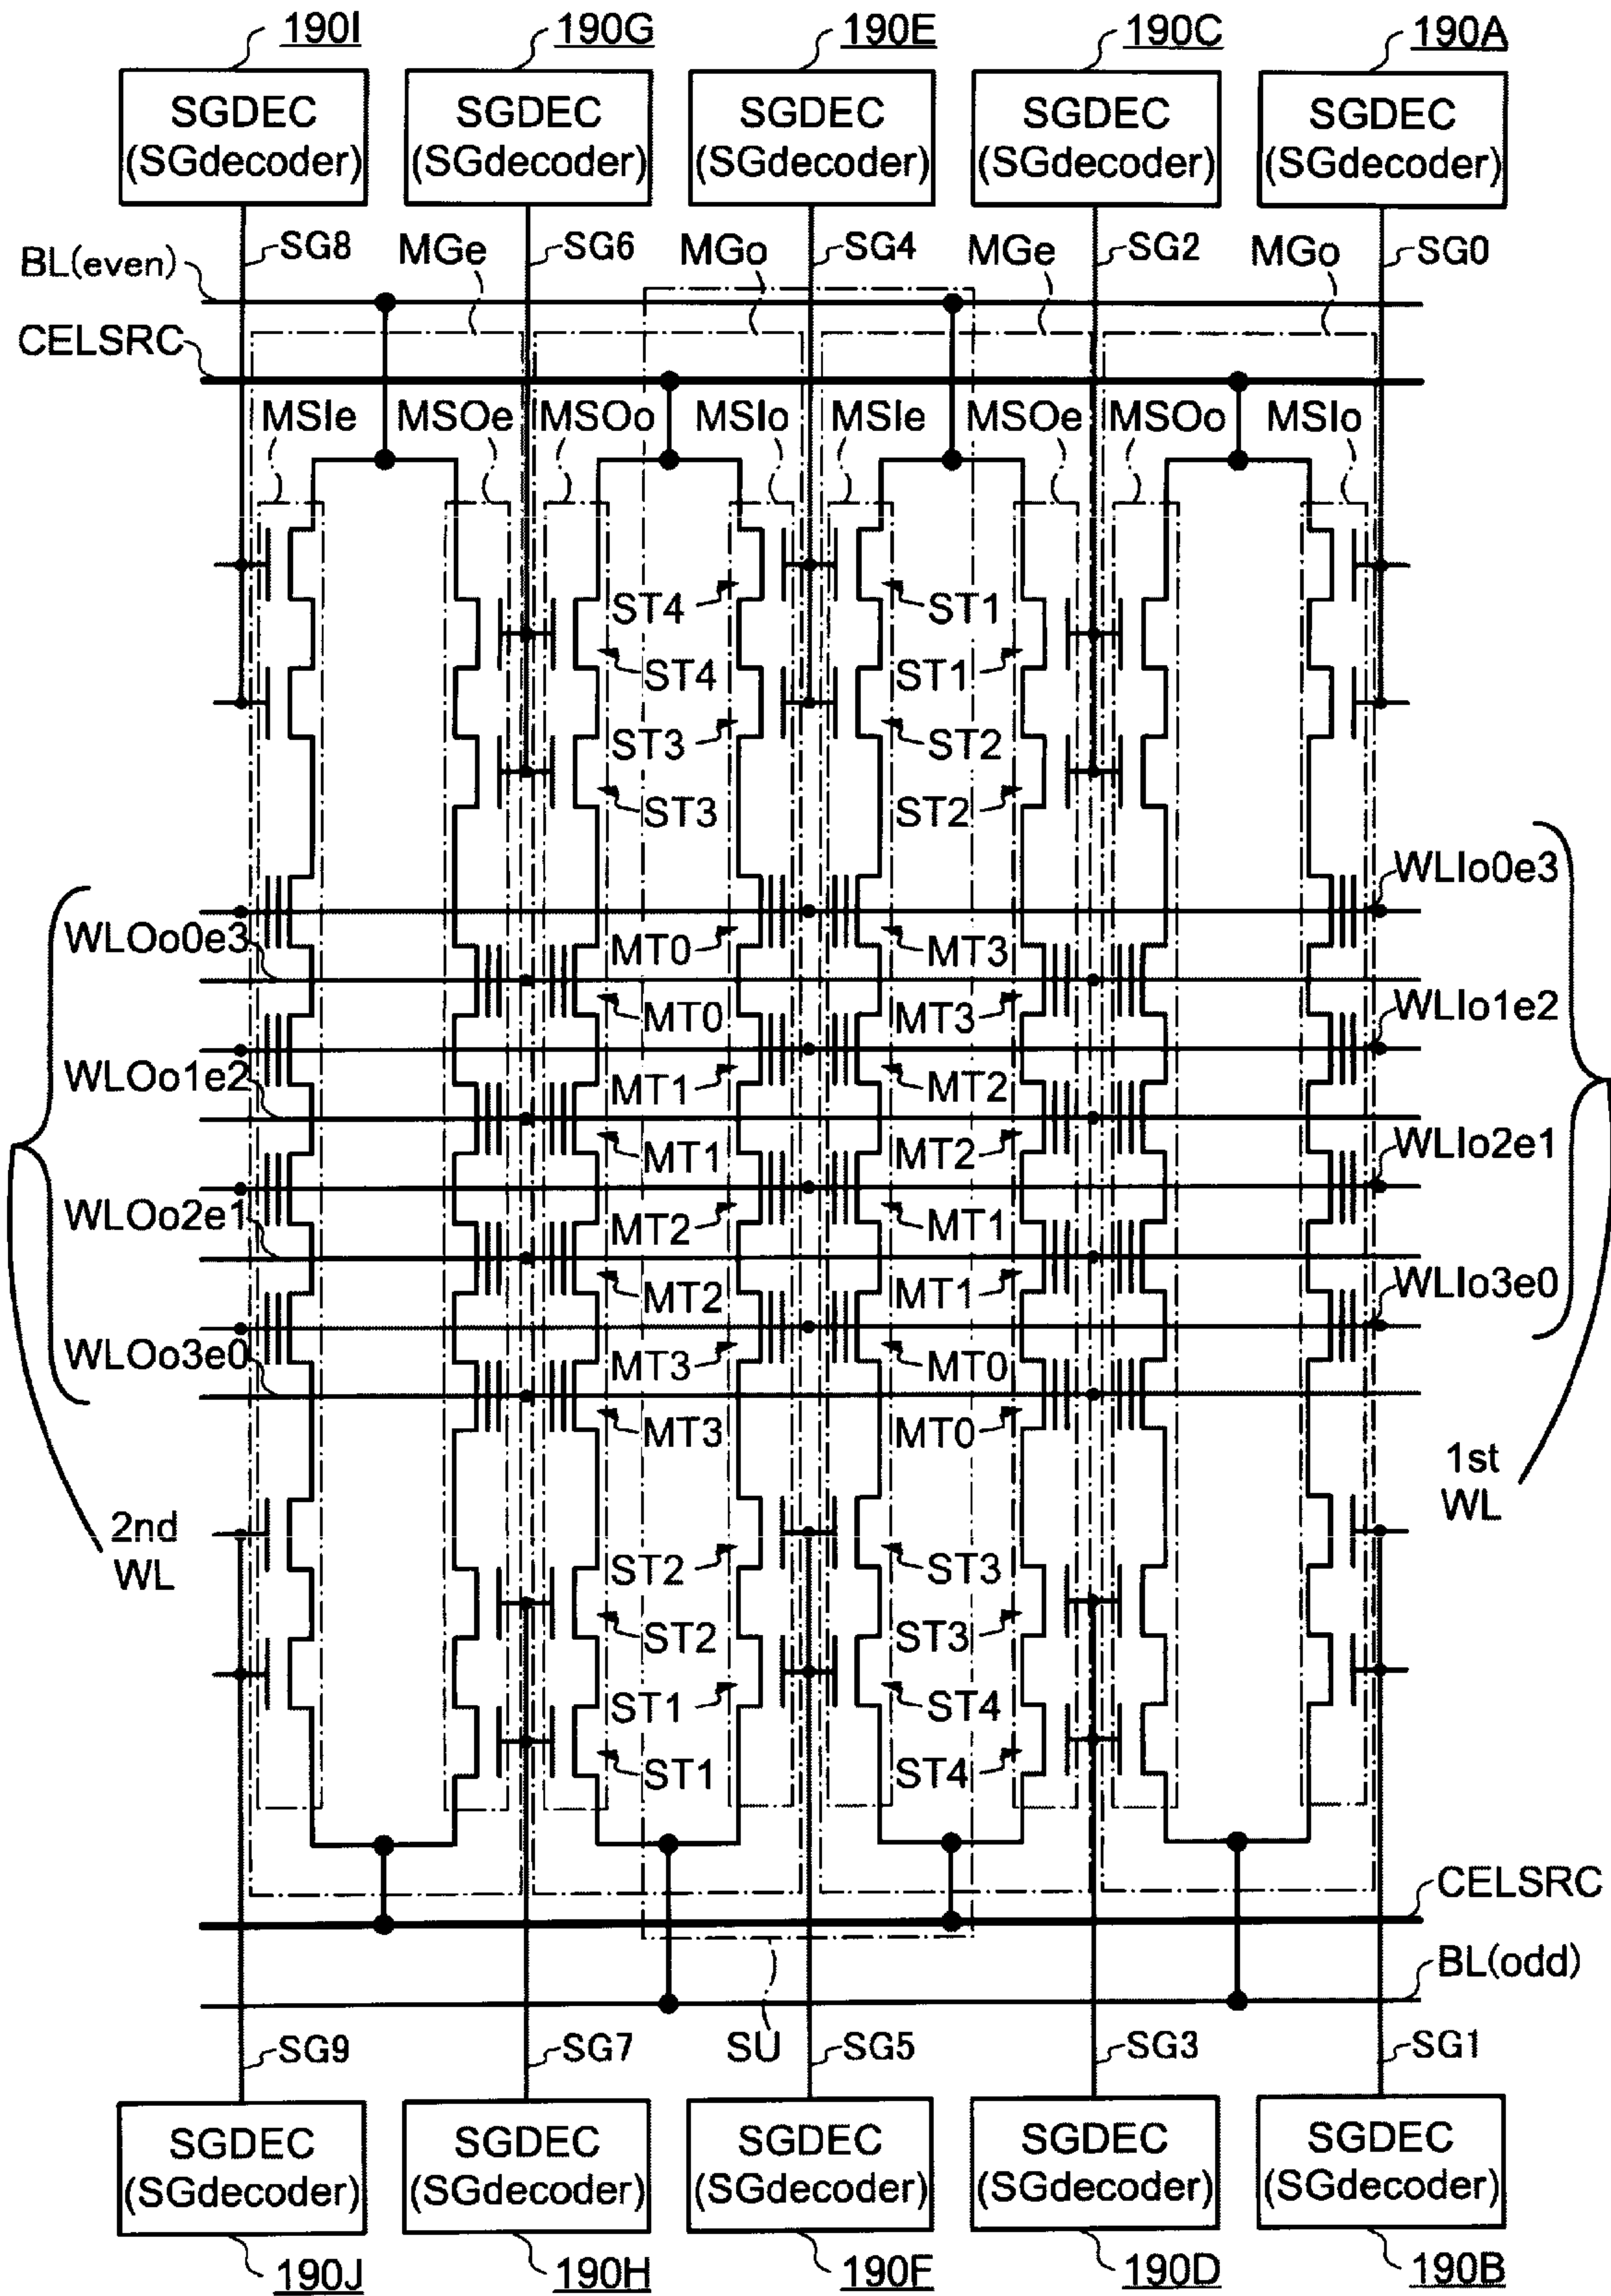 190I 190G 190E 190C 190A
SGDEC (SGdecoder)
SGDEC (SGdecoder)
SGDEC (SGdecoder)
SGDEC (SGdecoder)
SGDEC (SGdecoder)
SG8 MGe SG6 MGo SG4 MGe SG2 MGo SG0
BL(even)
CELSRC
MSIe MSOe MSOo MSIo MSIe MSOe MSOo MSIo
ST4 ST1
ST4 ST1
ST3 ST2
ST3 ST2
WLIo0e3
WLOo0e3 MT0 MT3
MT0 MT3 WLIo1e2
WLOo1e2 MT1 MT2
MT1 MT2 WLIo2e1
WLOo2e1 MT2 MT1
MT2 MT1 WLIo3e0
WLOo3e0 MT3 MT0
MT3 MT0
1st
WL
2nd
WL
ST2 ST3
ST2 ST3
ST1 ST4
ST1 ST4
CELSRC
BL(odd)
SG9 SG7 SU SG5 SG3 SG1
SGDEC (SGdecoder)
SGDEC (SGdecoder)
SGDEC (SGdecoder)
SGDEC (SGdecoder)
SGDEC (SGdecoder)
190J 190H 190F 190D 190B